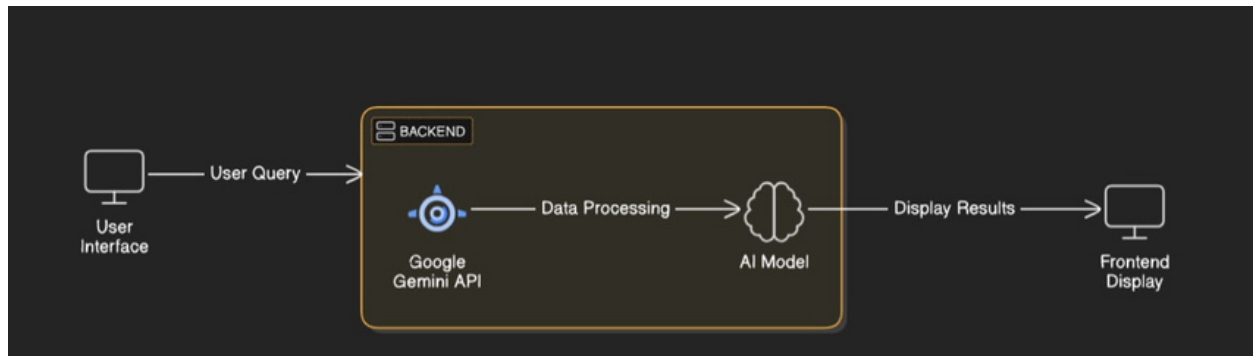 BACKEND
User Query
Data Processing
Display Results
User
Interface
Google
Gemini API
AI Model
Frontend
Display